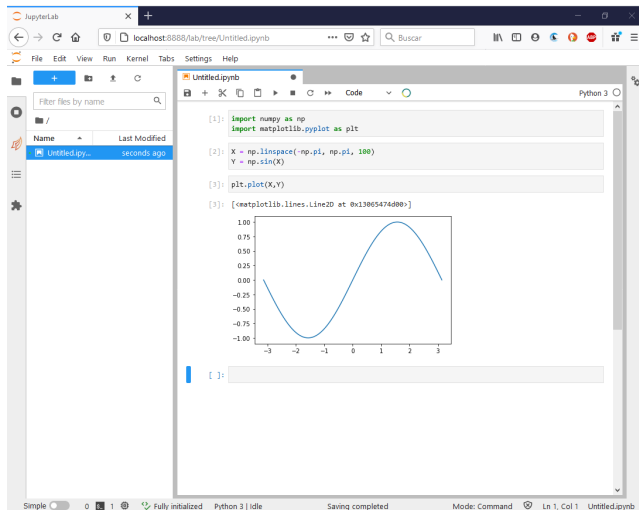 JupyterLab
localhost:8888/lab/tree/Untitled.ipynb
Buscar
ABP
File Edit View Run Kernel Tabs Settings Help
Untitled.ipynb
Code
Python 3
Filter files by name
/
Name Last Modified
Untitled.ipy... seconds ago
[1]: import numpy as np
import matplotlib.pyplot as plt
[2]: X = np.linspace(-np.pi, np.pi, 100)
Y = np.sin(X)
[3]: plt.plot(X,Y)
[3]: [<matplotlib.lines.Line2D at 0x13065474d00>]
1.00
0.75
0.50
0.25
0.00
−0.25
−0.50
−0.75
−1.00
−3 −2 −1 0 1 2 3
[ ]:
Simple 0 1 Fully initialized Python 3 | Idle Saving completed Mode: Command Ln 1, Col 1 Untitled.ipynb